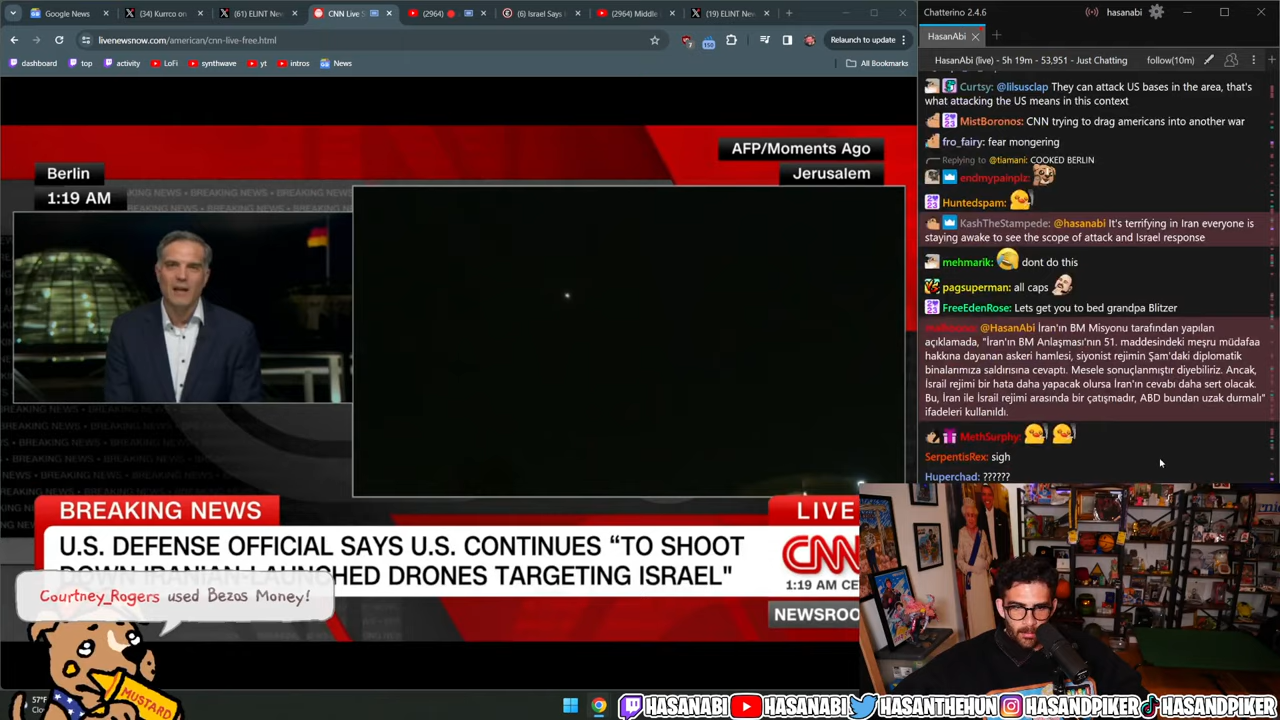 Google News
(34) Kurrco on
(61) ELINT New
CNN Live S
(2964)
(6) Israel Says I
(2964) Middle
(19) ELINT New
livenewsnow.com/american/cnn-live-free.html
7
150
Relaunch to update
dashboard
top
activity
LoFi
synthwave
yt
intros
News
All Bookmarks
AFP/Moments Ago
Jerusalem
Berlin
1:19 AM
BREAKING NEWS
LIVE
U.S. DEFENSE OFFICIAL SAYS U.S. CONTINUES “TO SHOOT
DOWN IRANIAN-LAUNCHED DRONES TARGETING ISRAEL"
CNN
1:19 AM CE
NEWSROO
Courtney_Rogers used Bezos Money!
MUSTARD
57°F
Clo
Chatterino 2.4.6
hasanabi
HasanAbi
HasanAbi (live) - 5h 19m - 53,951 - Just Chatting
follow(10m)
Curtsy: @lilsusclap They can attack US bases in the area, that's
what attacking the US means in this context
MistBoronos: CNN trying to drag americans into another war
fro_fairy: fear mongering
Replying to @tiamani: COOKED BERLIN
endmypainplz:
Huntedspam:
KashTheStampede: @hasanabi It's terrifying in Iran everyone is
staying awake to see the scope of attack and Israel response
mehmarik: dont do this
pagsuperman: all caps
FreeEdenRose: Lets get you to bed grandpa Blitzer
@HasanAbi İran'ın BM Misyonu tarafından yapılan
açıklamada, "İran'ın BM Anlaşması'nın 51. maddesindeki meşru müdafaa
hakkına dayanan askeri hamlesi, siyonist rejimin Şam'daki diplomatik
binalarımıza saldırısına cevaptı. Mesele sonuçlanmıştır diyebiliriz. Ancak,
İsrail rejimi bir hata daha yapacak olursa İran'ın cevabı daha sert olacak.
Bu, İran ile İsrail rejimi arasında bir çatışmadır, ABD bundan uzak durmalı"
ifadeleri kullanıldı.
MethSurphy:
SerpentisRex: sigh
Huperchad: ??????
HASANABI
HASANABI
HASANTHEHUN
HASANDPIKER
HASANDPIKER